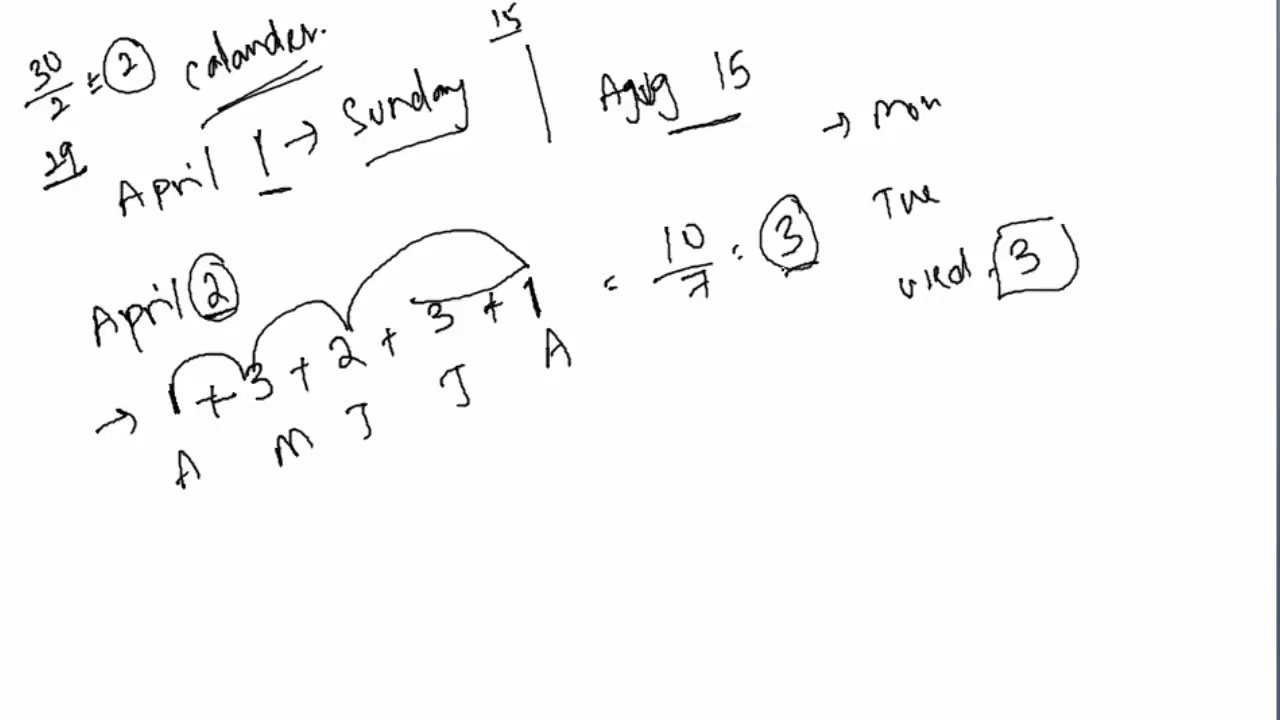 30/2 = 2 calander. 15
29 April 1 → Sunday | Agug 15 → Mon
Tue
April 2 = 10/7 : 3 wed . 3
→ 1 + 3 + 2 + 3 + 1
A M J J A